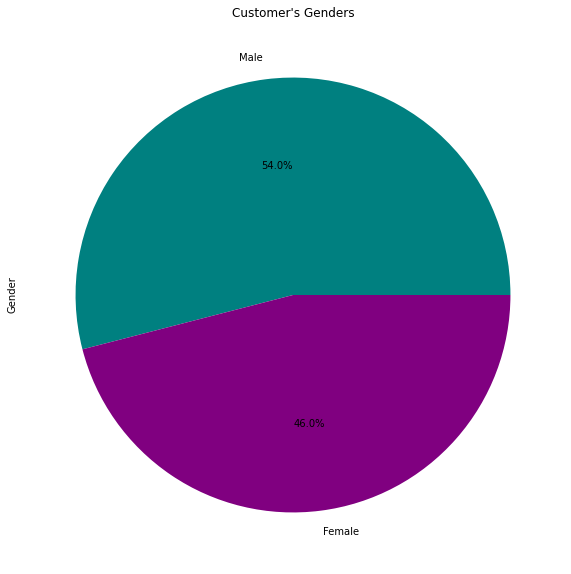 Customer's Genders
Male
54.0%
Gender
46.0%
Female